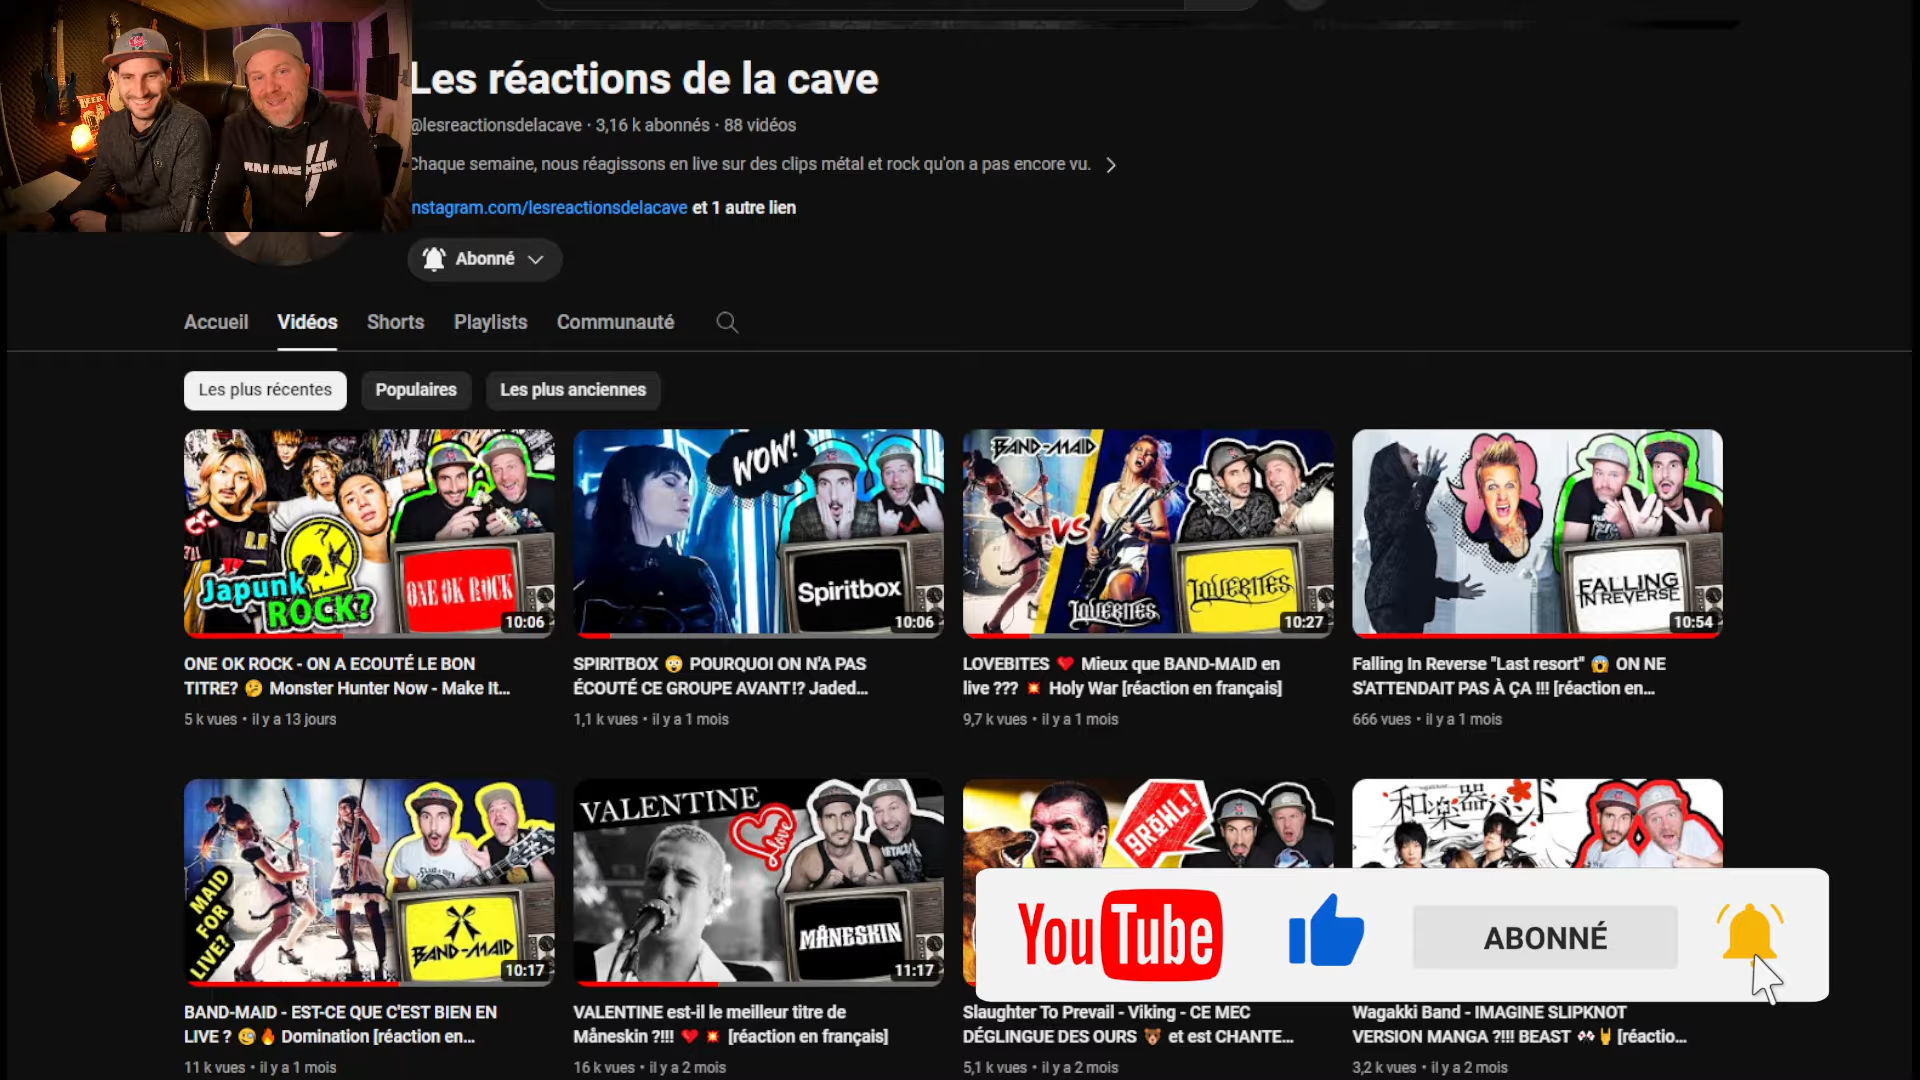 Les réactions de la cave
@lesreactionsdelacave · 3,16 k abonnés · 88 vidéos
Chaque semaine, nous réagissons en live sur des clips métal et rock qu'on a pas encore vu.
nstagram.com/lesreactionsdelacave et 1 autre lien
RAMMSTEIN
Abonné
Accueil Vidéos Shorts Playlists Communauté
Les plus récentes Populaires Les plus anciennes
Japunk
ROCK?
ONE OK ROCK
10:06
WOW!
Spiritbox
10:06
BAND-MAID
VS
LOVEBITES
LOVEBITES
10:27
FALLING
IN REVERSE
10:54
ONE OK ROCK - ON A ECOUTÉ LE BON
TITRE? 🤔 Monster Hunter Now - Make It...
5 k vues • il y a 13 jours
SPIRITBOX 😳 POURQUOI ON N'A PAS
ÉCOUTÉ CE GROUPE AVANT⁉ Jaded...
1,1 k vues • il y a 1 mois
LOVEBITES ❤️ Mieux que BAND-MAID en
live ??? 💥 Holy War [réaction en français]
9,7 k vues • il y a 1 mois
Falling In Reverse "Last resort" 😱 ON NE
S'ATTENDAIT PAS À ÇA !!! [réaction en...
666 vues • il y a 1 mois
MAID
FOR
LIVE?
BAND-MAID
10:17
VALENTINE
Love
MÅNESKIN
11:17
GRÖHL!
和楽器バンド
YouTube
ABONNÉ
BAND-MAID - EST-CE QUE C'EST BIEN EN
LIVE ? 🧐🔥 Domination [réaction en...
11 k vues • il y a 1 mois
VALENTINE est-il le meilleur titre de
Måneskin ?!!! ❤️ 💥 [réaction en français]
16 k vues • il y a 2 mois
Slaughter To Prevail - Viking - CE MEC
DÉGLINGUE DES OURS 🐻 et est CHANTE...
5,1 k vues • il y a 2 mois
Wagakki Band - IMAGINE SLIPKNOT
VERSION MANGA ?!!! BEAST 🎌🤘 [réactio...
3,2 k vues • il y a 2 mois